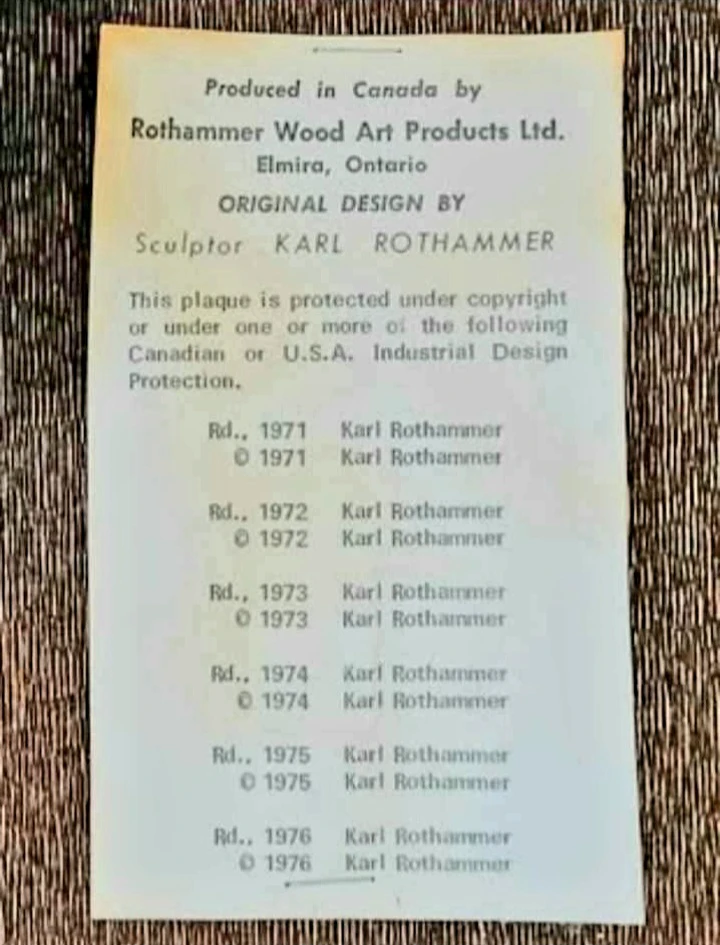 Produced in Canada by
Rothammer Wood Art Products Ltd.
Elmira, Ontario
ORIGINAL DESIGN BY
Sculptor KARL ROTHAMMER
This plaque is protected under copyright
or under one or more of the following
Canadian or U.S.A. Industrial Design
Protection.
Rd., 1971 Karl Rothammer
© 1971 Karl Rothammer
Rd., 1972 Karl Rothammer
© 1972 Karl Rothammer
Rd., 1973 Karl Rothammer
© 1973 Karl Rothammer
Rd., 1974 Karl Rothammer
© 1974 Karl Rothammer
Rd., 1975 Karl Rothammer
© 1975 Karl Rothammer
Rd., 1976 Karl Rothammer
© 1976 Karl Rothammer